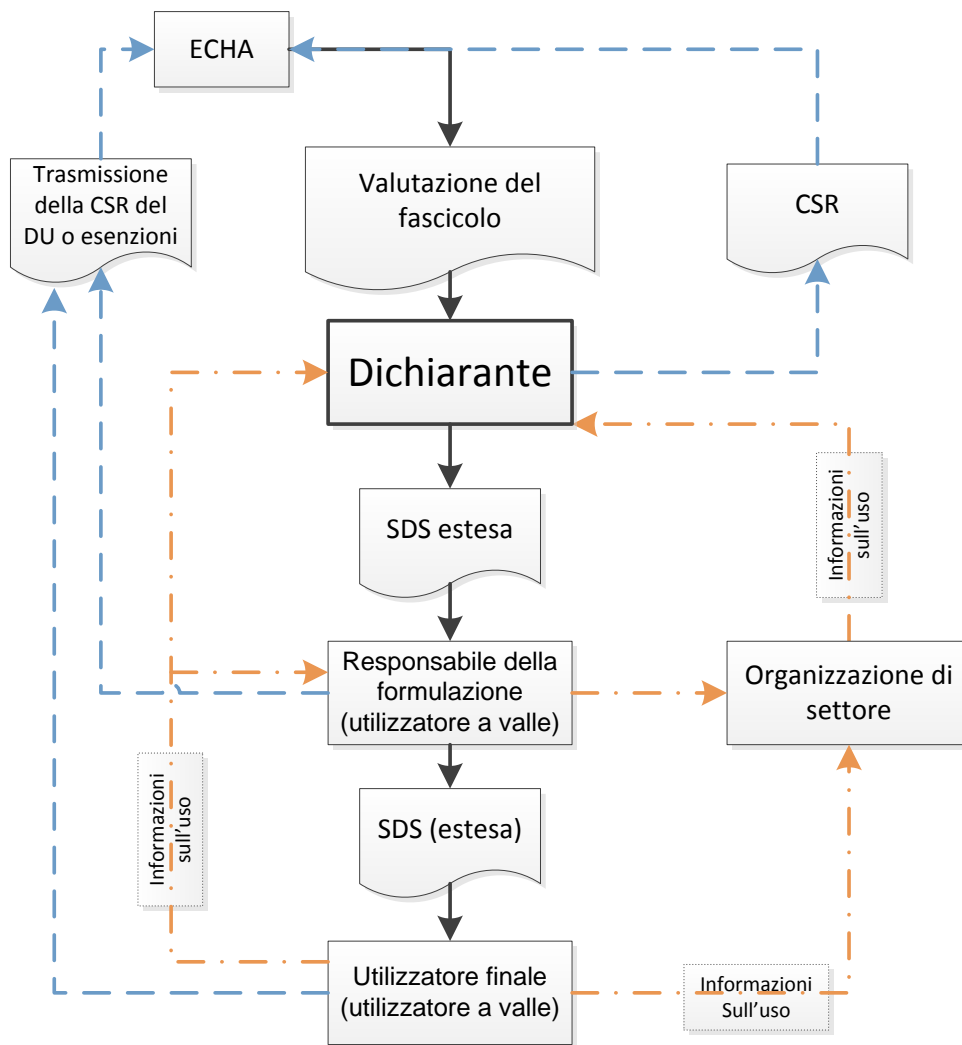 ECHA
Trasmissione
della CSR del
DU o esenzioni
Valutazione del
fascicolo
CSR
Dichiarante
Informazioni
sull'uso
SDS estesa
Responsabile della
formulazione
(utilizzatore a valle)
Organizzazione di
settore
Informazioni
sull'uso
SDS (estesa)
Utilizzatore finale
(utilizzatore a valle)
Informazioni
Sull'uso